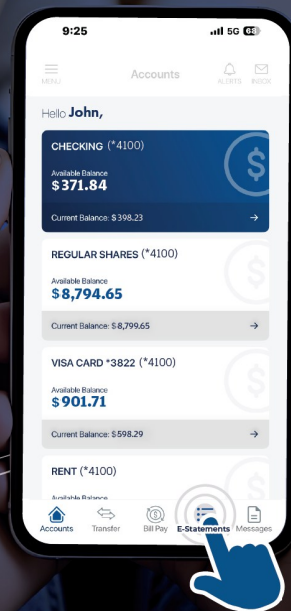 9:25
5G 63
MENU
Accounts
ALERTS
INBOX
Hello John,
CHECKING (*4100)
Available Balance
$371.84
Current Balance: $398.23
REGULAR SHARES (*4100)
Available Balance
$8,794.65
Current Balance: $8,799.65
VISA CARD *3822 (*4100)
Available Balance
$901.71
Current Balance: $598.29
RENT (*4100)
Available Balance
Accounts
Transfer
Bill Pay
E-Statements
Messages